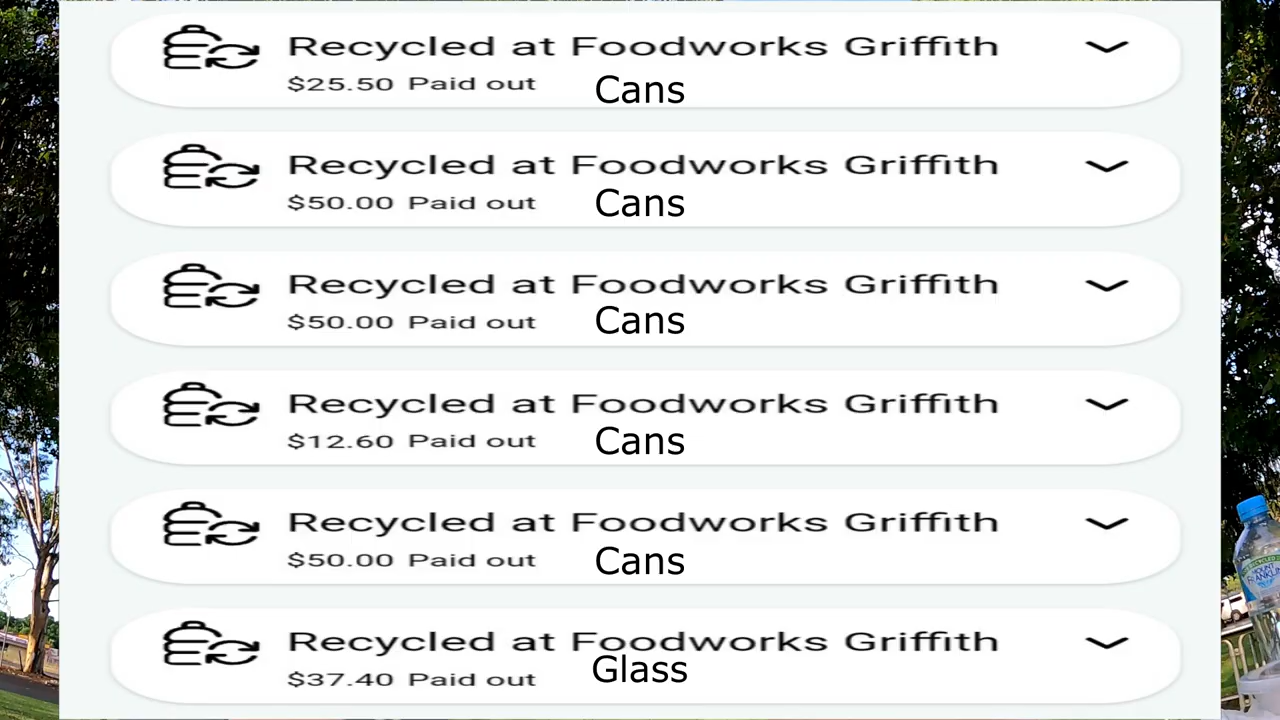 Recycled at Foodworks Griffith
$25.50 Paid out Cans
Recycled at Foodworks Griffith
$50.00 Paid out Cans
Recycled at Foodworks Griffith
$50.00 Paid out Cans
Recycled at Foodworks Griffith
$12.60 Paid out Cans
Recycled at Foodworks Griffith
$50.00 Paid out Cans
Recycled at Foodworks Griffith
$37.40 Paid out Glass
MOUNT
FRANKLIN